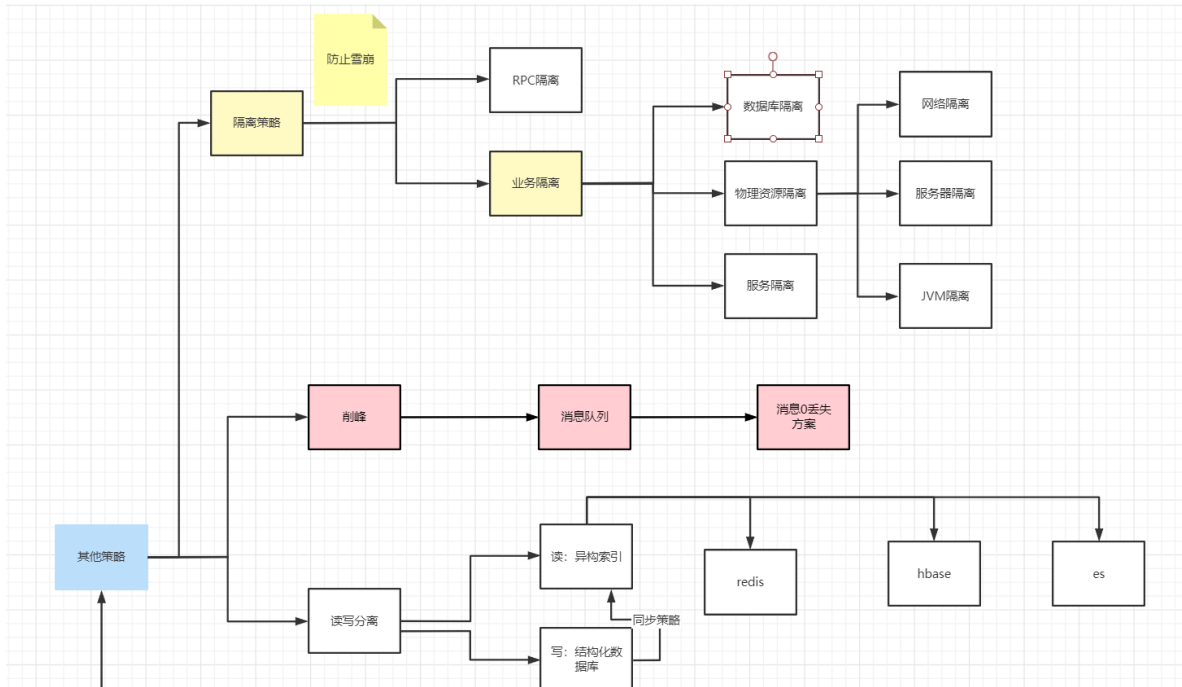 防止雪崩
RPC隔离
隔离策略
数据库隔离
网络隔离
业务隔离
物理资源隔离
服务器隔离
服务隔离
JVM隔离
削峰
消息队列
消息0丢失
方案
其他策略
读：异构索引
redis
hbase
es
读写分离
同步策略
写：结构化数
据库